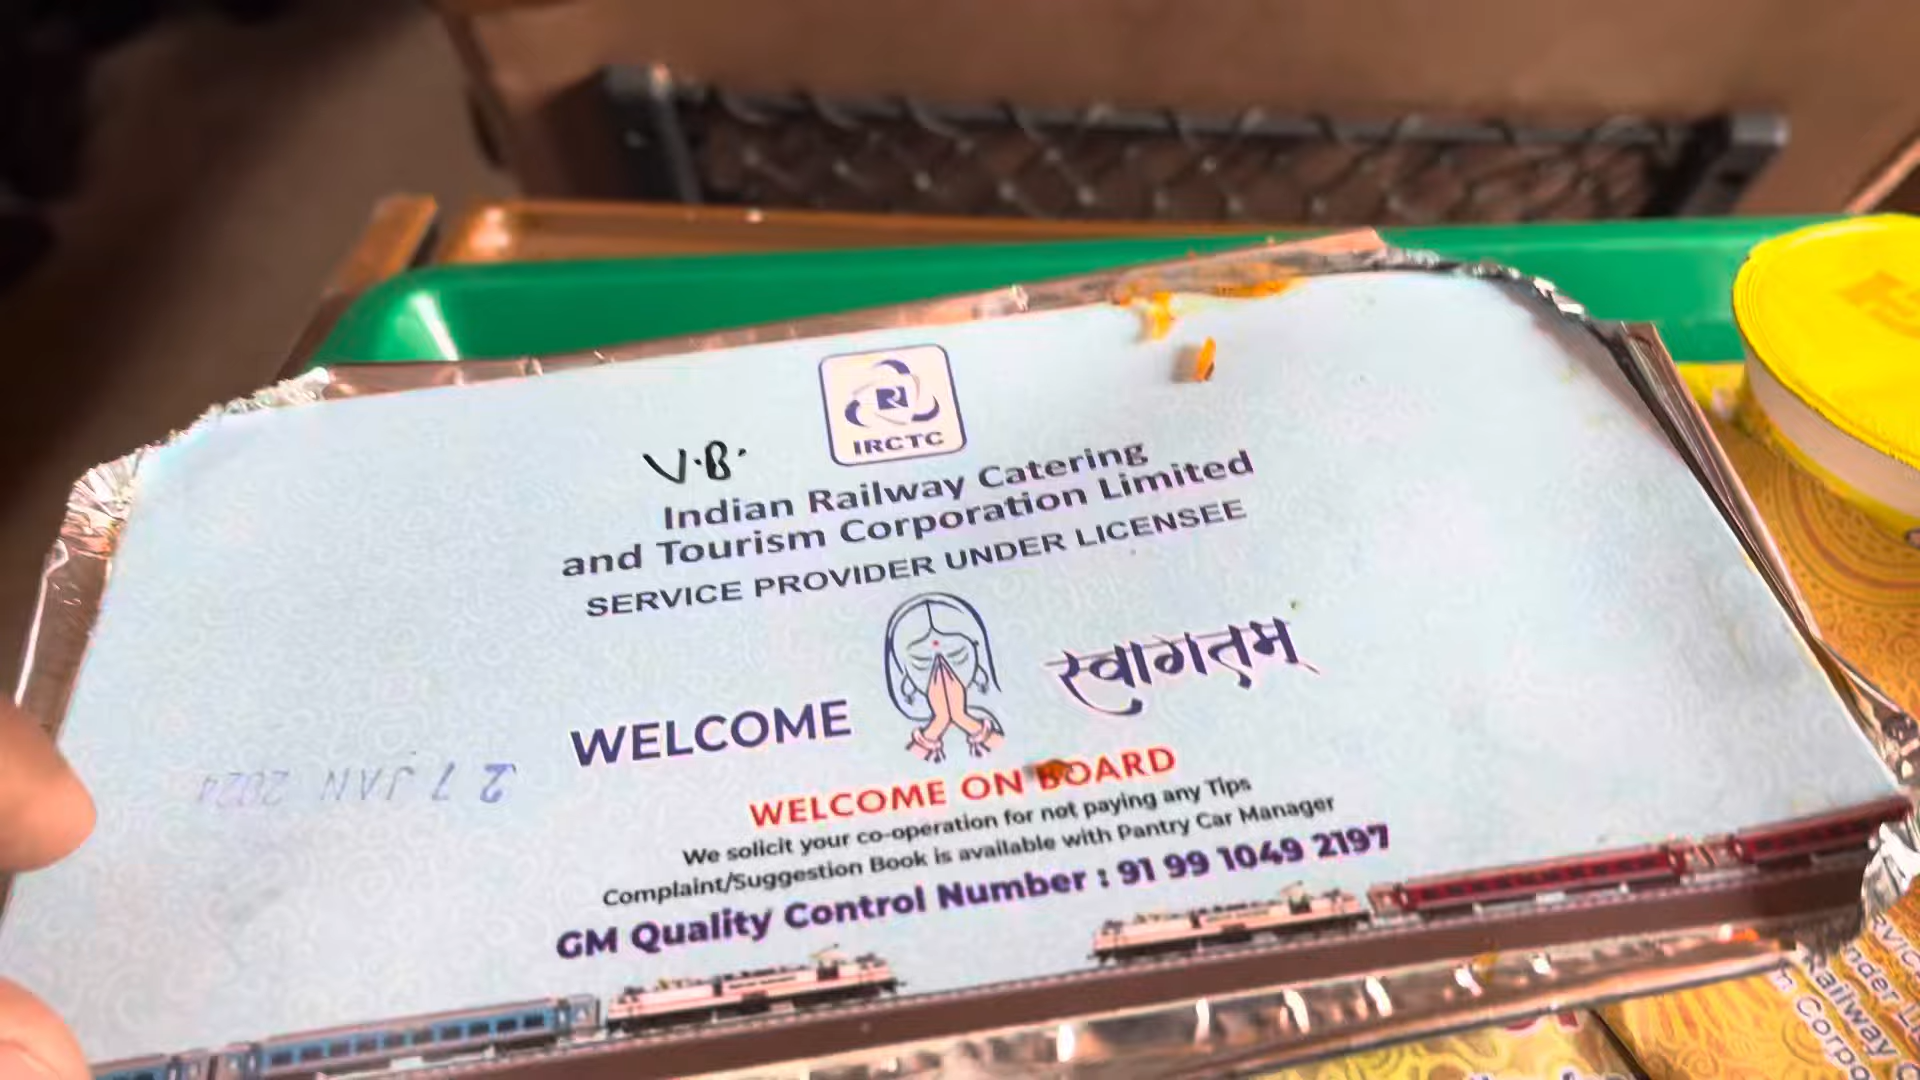 IRCTC
V.B.
Indian Railway Catering
and Tourism Corporation Limited
SERVICE PROVIDER UNDER LICENSEE
WELCOME
स्वागतम्
WELCOME ON BOARD
We solicit your co-operation for not paying any Tips
Complaint/Suggestion Book is available with Pantry Car Manager
GM Quality Control Number : 91 99 1049 2197
27 JAN 2024
Railway
Corpo